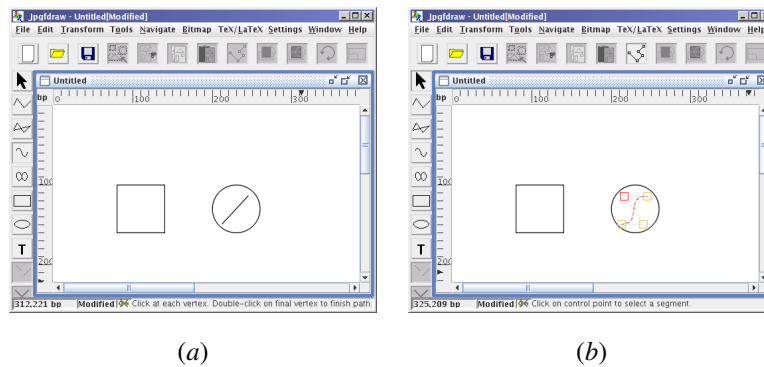 Jpgfdraw - Untitled[Modified]
File Edit Transform Tools Navigate Bitmap TeX/LaTeX Settings Window Help
Untitled
bp 0 100 200 300
100
T
200
312,221 bp Modified Click at each vertex. Double-click on final vertex to finish path.
(a)
Jpgfdraw - Untitled[Modified]
File Edit Transform Tools Navigate Bitmap TeX/LaTeX Settings Window Help
Untitled
bp 0 100 200 300
100
T
200
325,209 bp Modified Click on control point to select a segment.
(b)